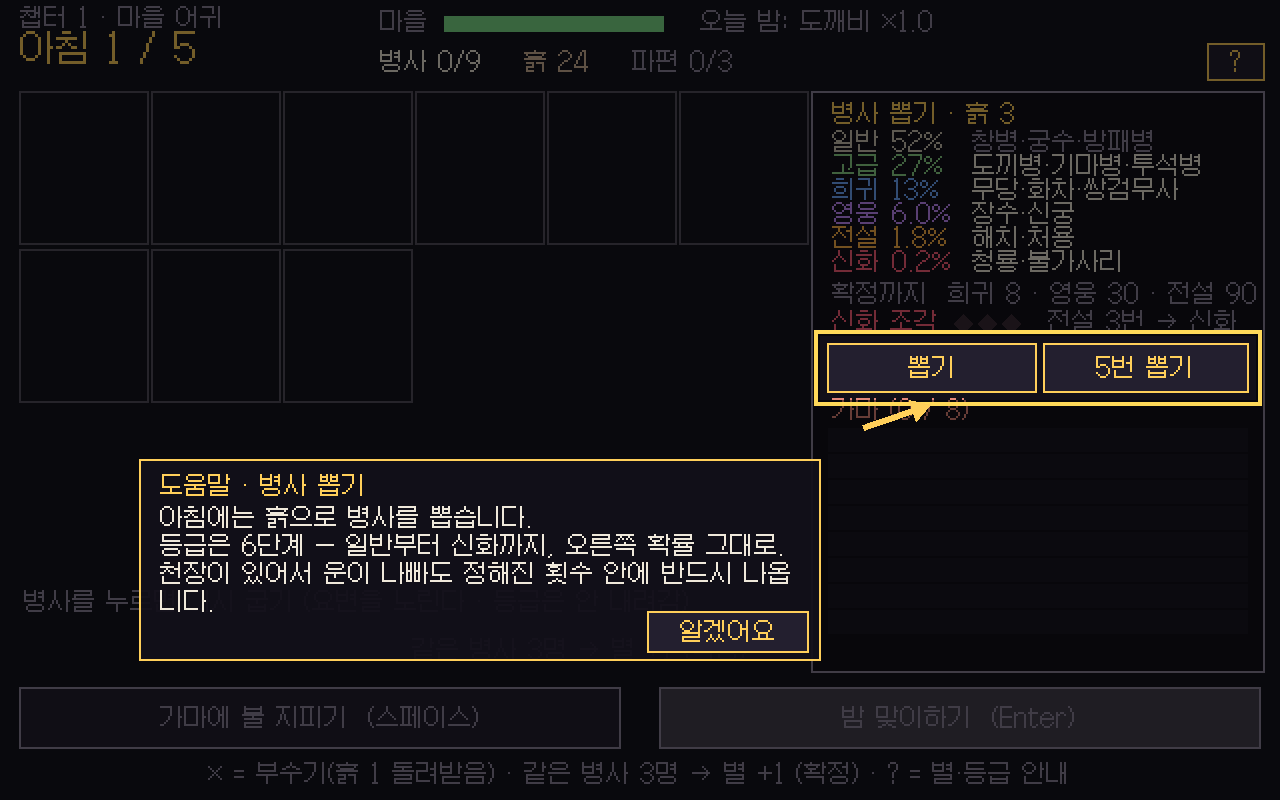 챕터 1 · 마을 어귀
아침 1 / 5
마을
오늘 밤: 도깨비 ×1.0
병사 0/9 흙 24 파편 0/3
?
병사 뽑기 · 흙 3
일반 52% 창병·궁수·방패병
고급 27% 도끼병·기마병·투석병
희귀 13% 무당·화차·쌍검무사
영웅 6.0% 장수·신궁
전설 1.8% 해치·처용
신화 0.2% 청룡·불가사리
확정까지 희귀 8 · 영웅 30 · 전설 90
신화 조각 ◆◆◆ 전설 3번 → 신화
뽑기
5번 뽑기
가마 (0 / 8)
도움말 · 병사 뽑기
아침에는 흙으로 병사를 뽑습니다.
등급은 6단계 — 일반부터 신화까지, 오른쪽 확률 그대로.
천장이 있어서 운이 나빠도 정해진 횟수 안에 반드시 나옵
니다.
알겠어요
병사를 누르
가마에 불 지피기 (스페이스)
밤 맞이하기 (Enter)
× = 부수기(흙 1 돌려받음) · 같은 병사 3명 → 별 +1 (확정) · ? = 별·등급 안내